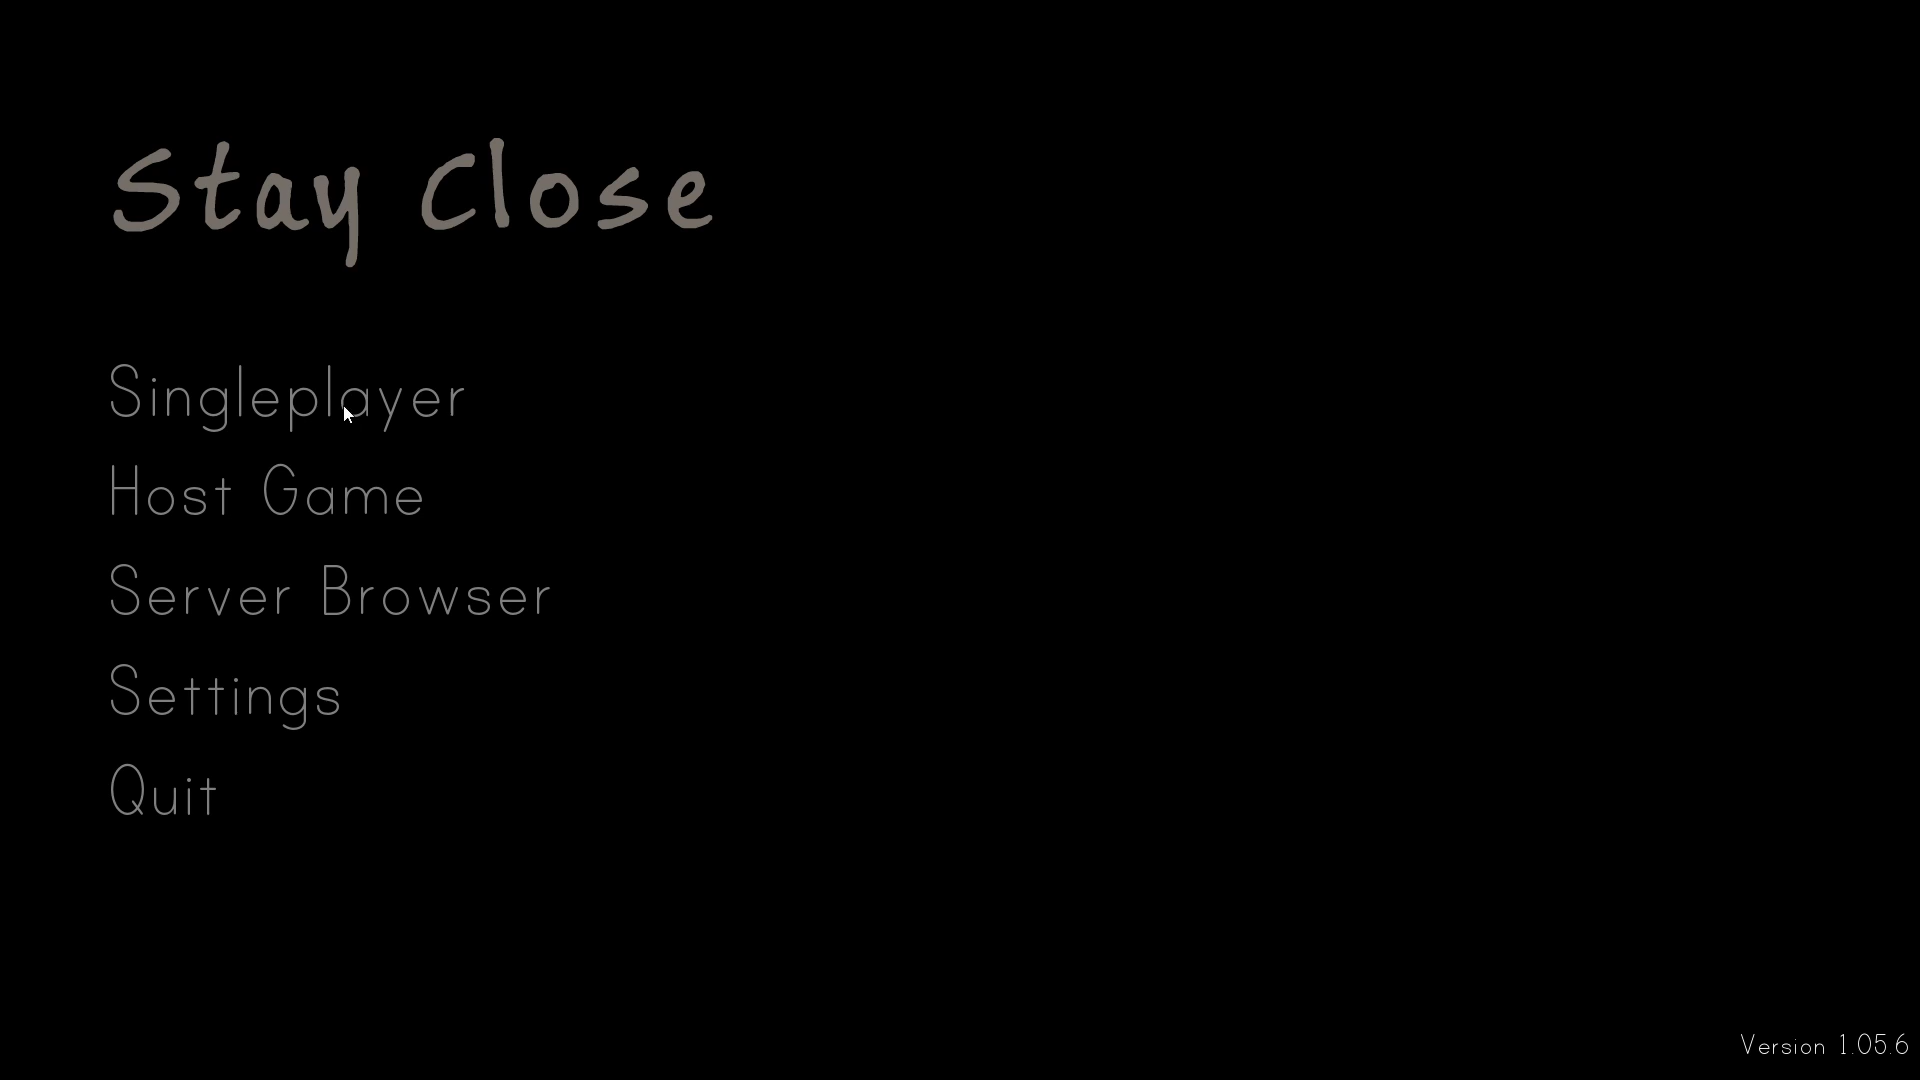 Stay Close
Singleplayer
Host Game
Server Browser
Settings
Quit
Version 1.05.6